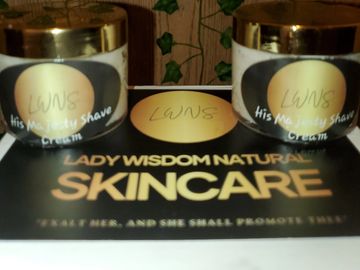 LWNS
His Majesty Shave
Cream
LWNS
His Majesty Shave
Cream
LWNS
LADY WISDOM NATURAL
SKINCARE
"EXALT HER, AND SHE SHALL PROMOTE THEE"